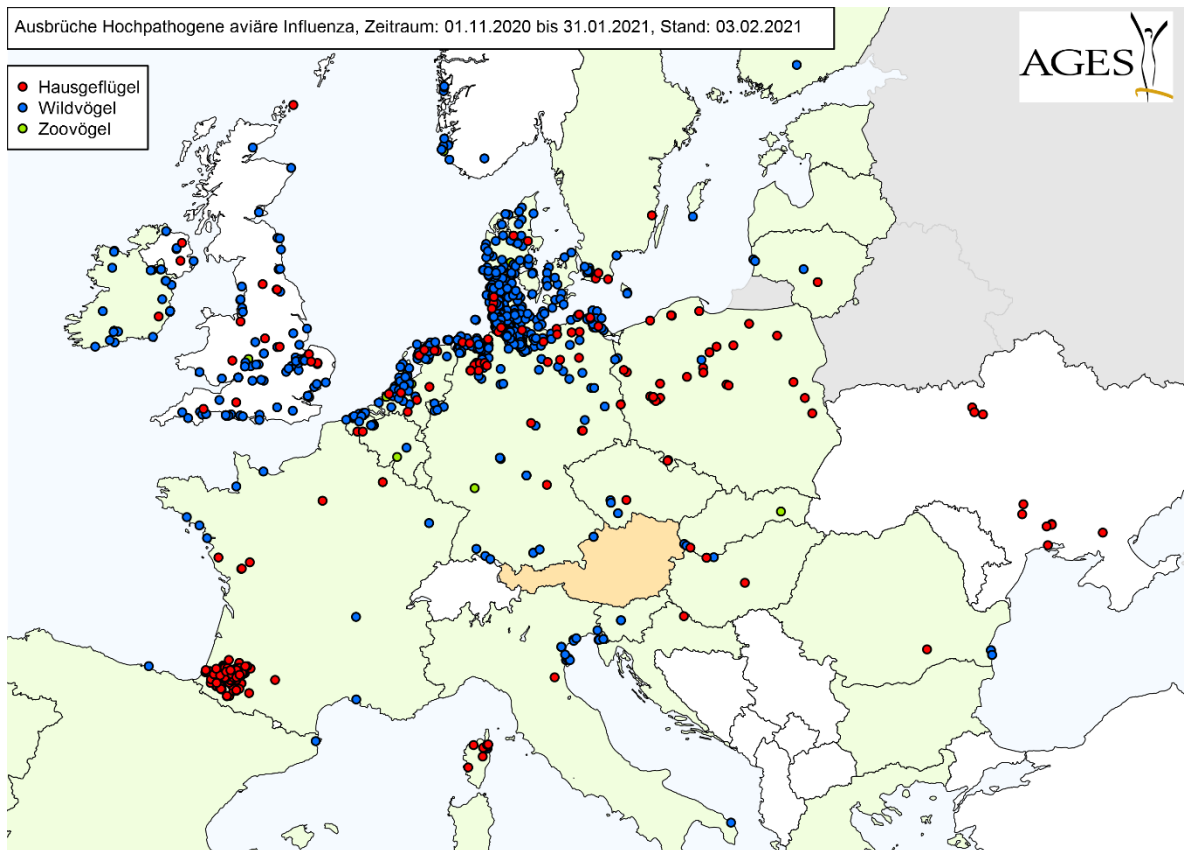 Ausbrüche Hochpathogene aviäre Influenza, Zeitraum: 01.11.2020 bis 31.01.2021, Stand: 03.02.2021
AGES
Hausgeflügel
Wildvögel
Zoovögel